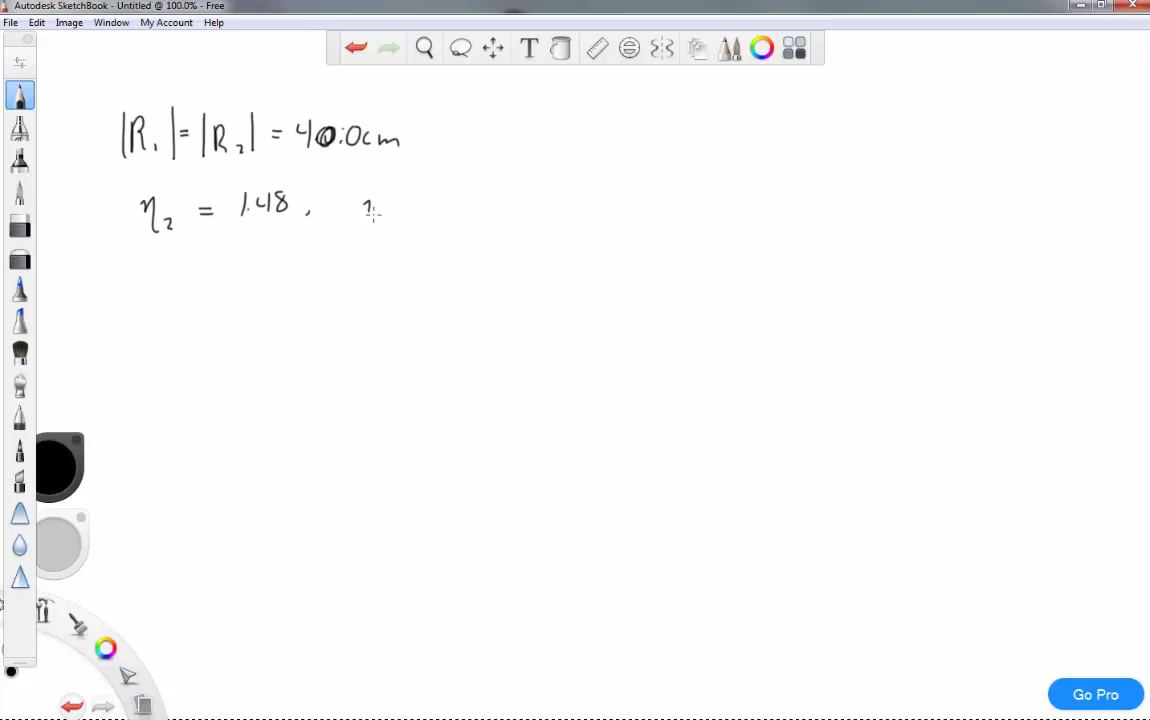 Autodesk SketchBook - Untitled @ 100.0% - Free
File Edit Image Window My Account Help
|R₁| = |R₂| = 40.0cm
η₂ = 1.48 ,
Go Pro